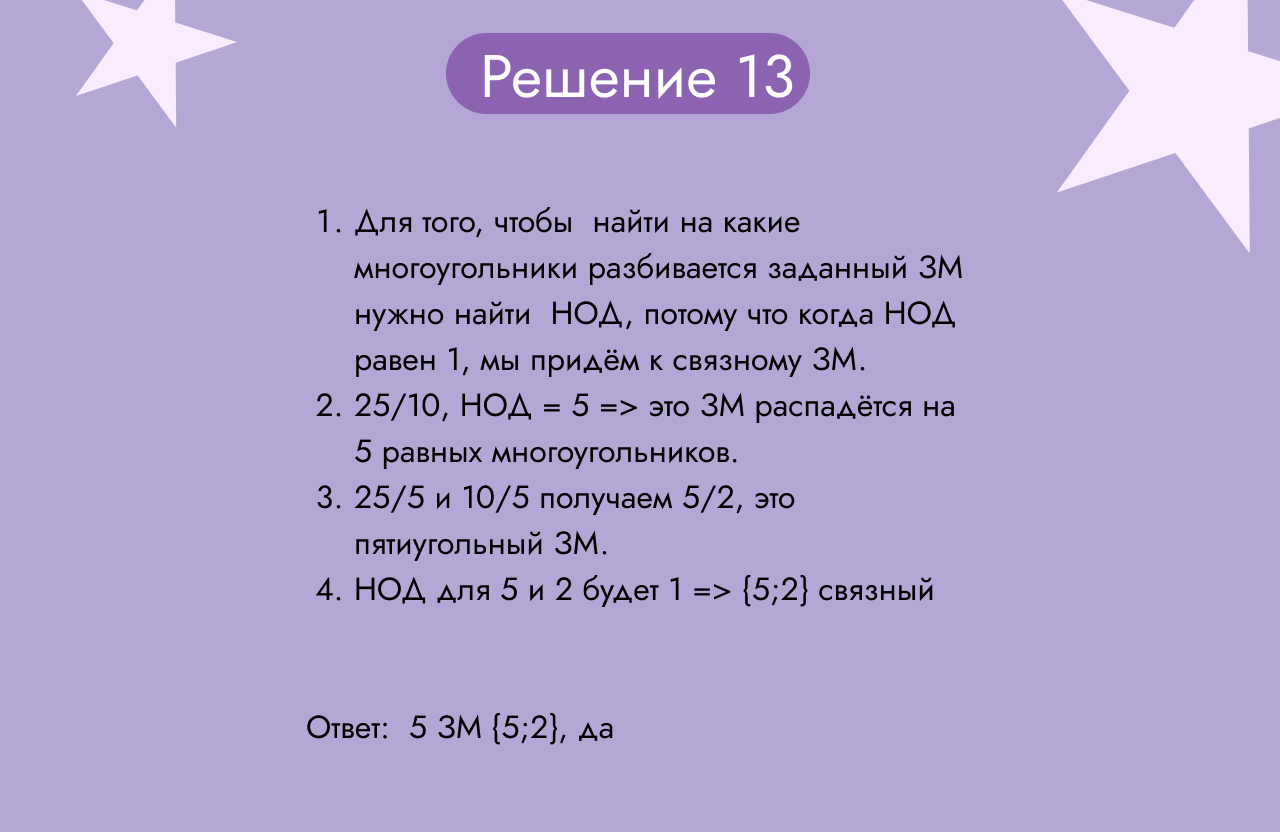 Решение 13
1. Для того, чтобы  найти на какие
многоугольники разбивается заданный ЗМ
нужно найти  НОД, потому что когда НОД
равен 1, мы придём к связному ЗМ.
2. 25/10, НОД = 5 => это ЗМ распадётся на
5 равных многоугольников.
3. 25/5 и 10/5 получаем 5/2, это
пятиугольный ЗМ.
4. НОД для 5 и 2 будет 1 => {5;2} связный
Ответ:  5 ЗМ {5;2}, да